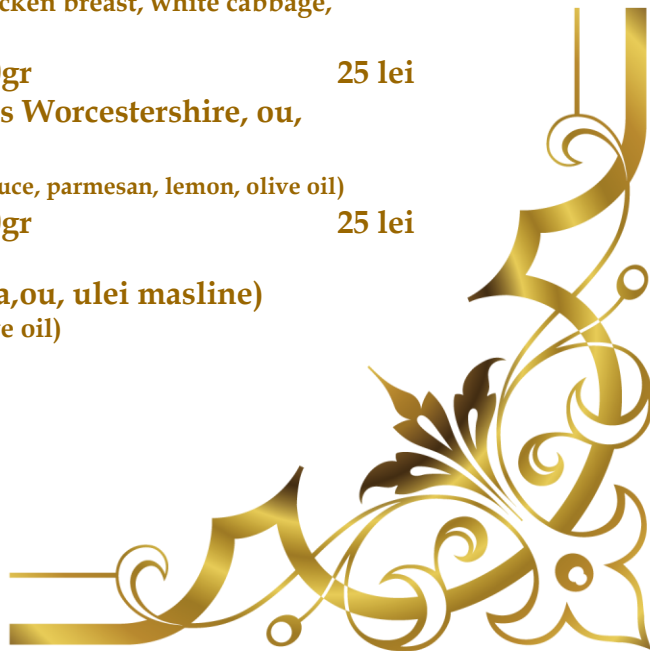 cken breast, white cabbage,
gr 25 lei
s Worcestershire, ou,
uce, parmesan, lemon, olive oil)
gr 25 lei
a,ou, ulei masline)
e oil)